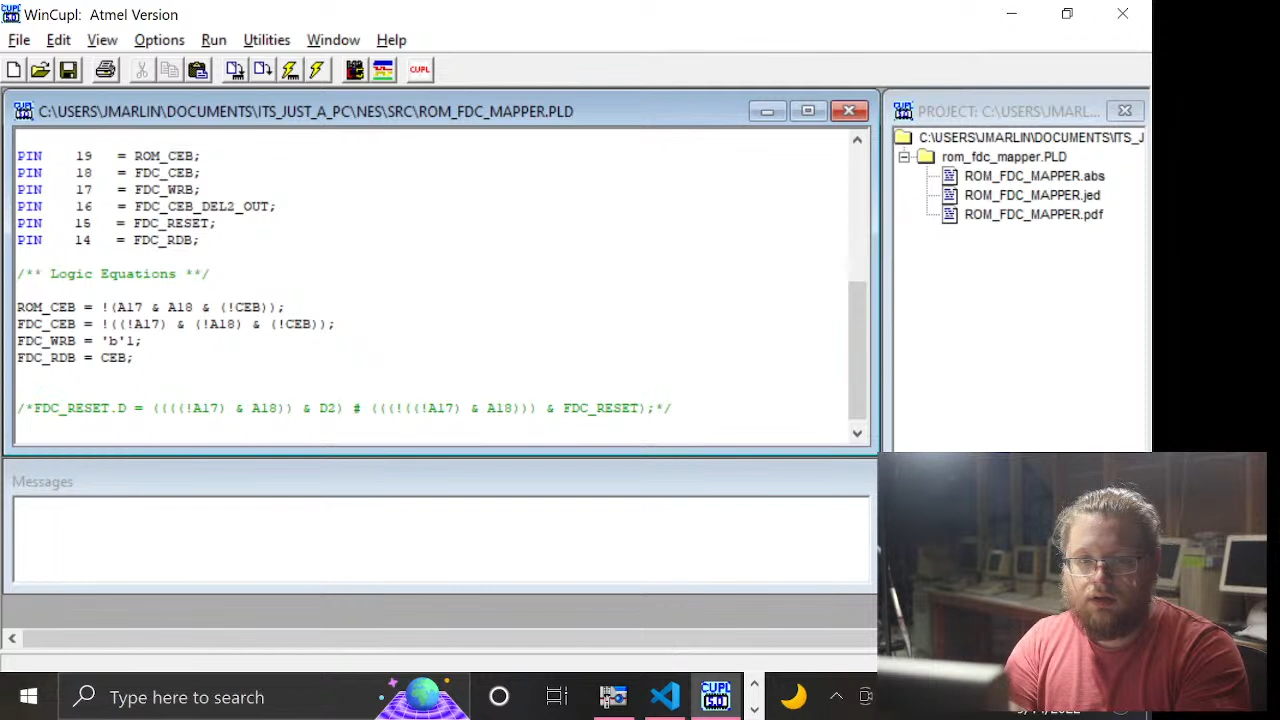 WinCupl: Atmel Version
File Edit View Options Run Utilities Window Help
CUPL
C:\USERS\JMARLIN\DOCUMENTS\ITS_JUST_A_PC\NES\SRC\ROM_FDC_MAPPER.PLD
PIN 19 = ROM_CEB;
PIN 18 = FDC_CEB;
PIN 17 = FDC_WRB;
PIN 16 = FDC_CEB_DEL2_OUT;
PIN 15 = FDC_RESET;
PIN 14 = FDC_RDB;
/** Logic Equations **/
ROM_CEB = !(A17 & A18 & (!CEB));
FDC_CEB = !((!A17) & (!A18) & (!CEB));
FDC_WRB = 'b'1;
FDC_RDB = CEB;
/*FDC_RESET.D = ((((!A17) & A18)) & D2) # (((!((!A17) & A18))) & FDC_RESET);*/
PROJECT: C:\USERS\JMARL...
C:\USERS\JMARLIN\DOCUMENTS\ITS_J
rom_fdc_mapper.PLD
ROM_FDC_MAPPER.abs
ROM_FDC_MAPPER.jed
ROM_FDC_MAPPER.pdf
Messages
Type here to search
CUPL
5.0